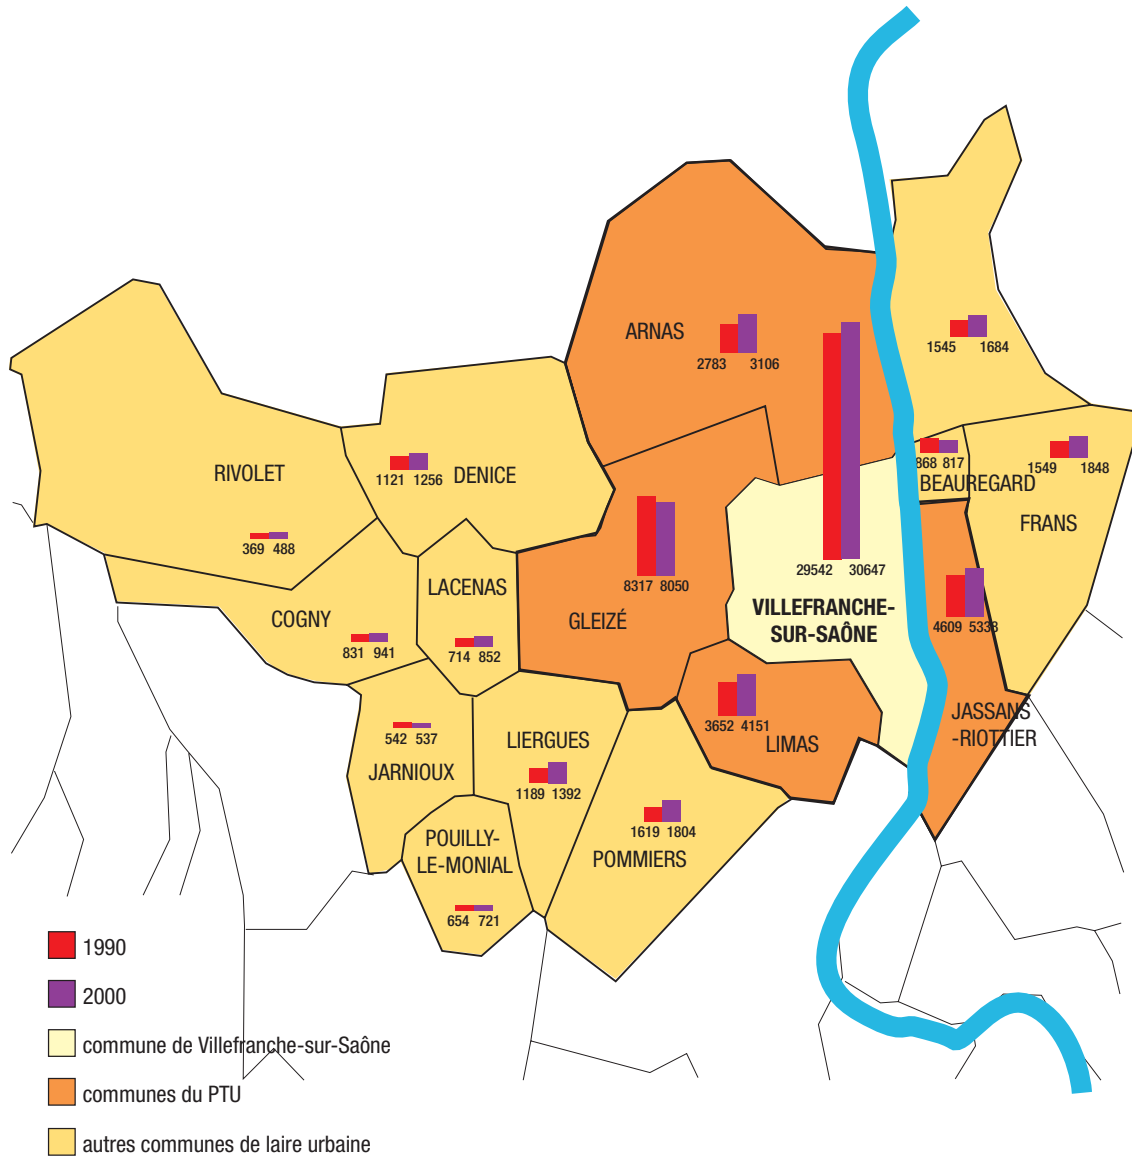 ARNAS
2783 3106
1545 1684
868 817
BEAUREGARD
1549 1848
FRANS
RIVOLET
369 488
1121 1256
DENICE
LACENAS
714 852
COGNY
831 941
8317 8050
GLEIZÉ
29542 30647
VILLEFRANCHE-
SUR-SAÔNE
4609 5338
JASSANS
-RIOTTIER
3652 4151
LIMAS
542 537
JARNIOUX
LIERGUES
1189 1392
1619 1804
POMMIERS
POUILLY-
LE-MONIAL
654 721
1990
2000
commune de Villefranche-sur-Saône
communes du PTU
autres communes de laire urbaine